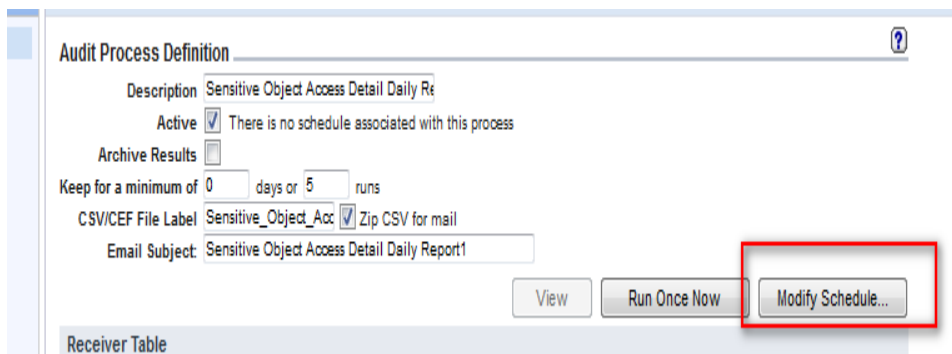 Audit Process Definition
?
Description Sensitive Object Access Detail Daily Re
Active There is no schedule associated with this process
Archive Results
Keep for a minimum of 0 days or 5 runs
CSV/CEF File Label Sensitive_Object_Acc Zip CSV for mail
Email Subject: Sensitive Object Access Detail Daily Report1
View Run Once Now Modify Schedule...
Receiver Table